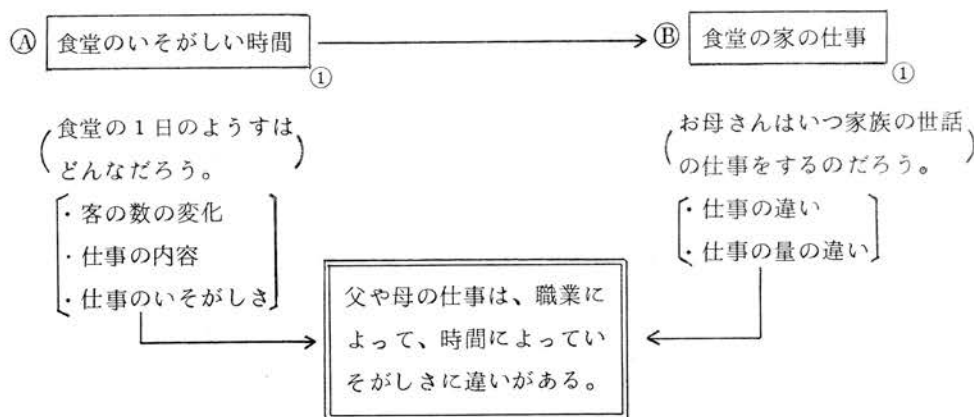 Ⓐ 食堂のいそがしい時間
①
(食堂の1日のようすは
どんなだろう。)
・客の数の変化
・仕事の内容
・仕事のいそがしさ
Ⓑ 食堂の家の仕事
①
(お母さんはいつ家族の世話
の仕事をするのだろう。)
・仕事の違い
・仕事の量の違い
父や母の仕事は、職業に
よって、時間によってい
そがしさに違いがある。